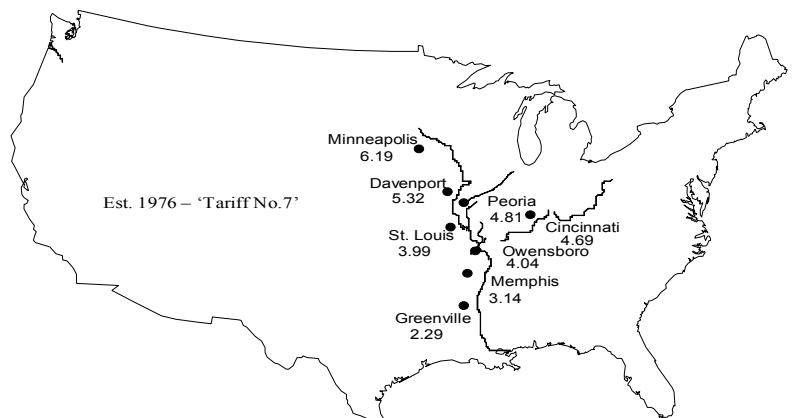 Minneapolis
6.19
Davenport
5.32
Est. 1976 – ‘Tariff No.7’
Peoria
4.81
Cincinnati
4.69
St. Louis
3.99
Owensboro
4.04
Memphis
3.14
Greenville
2.29